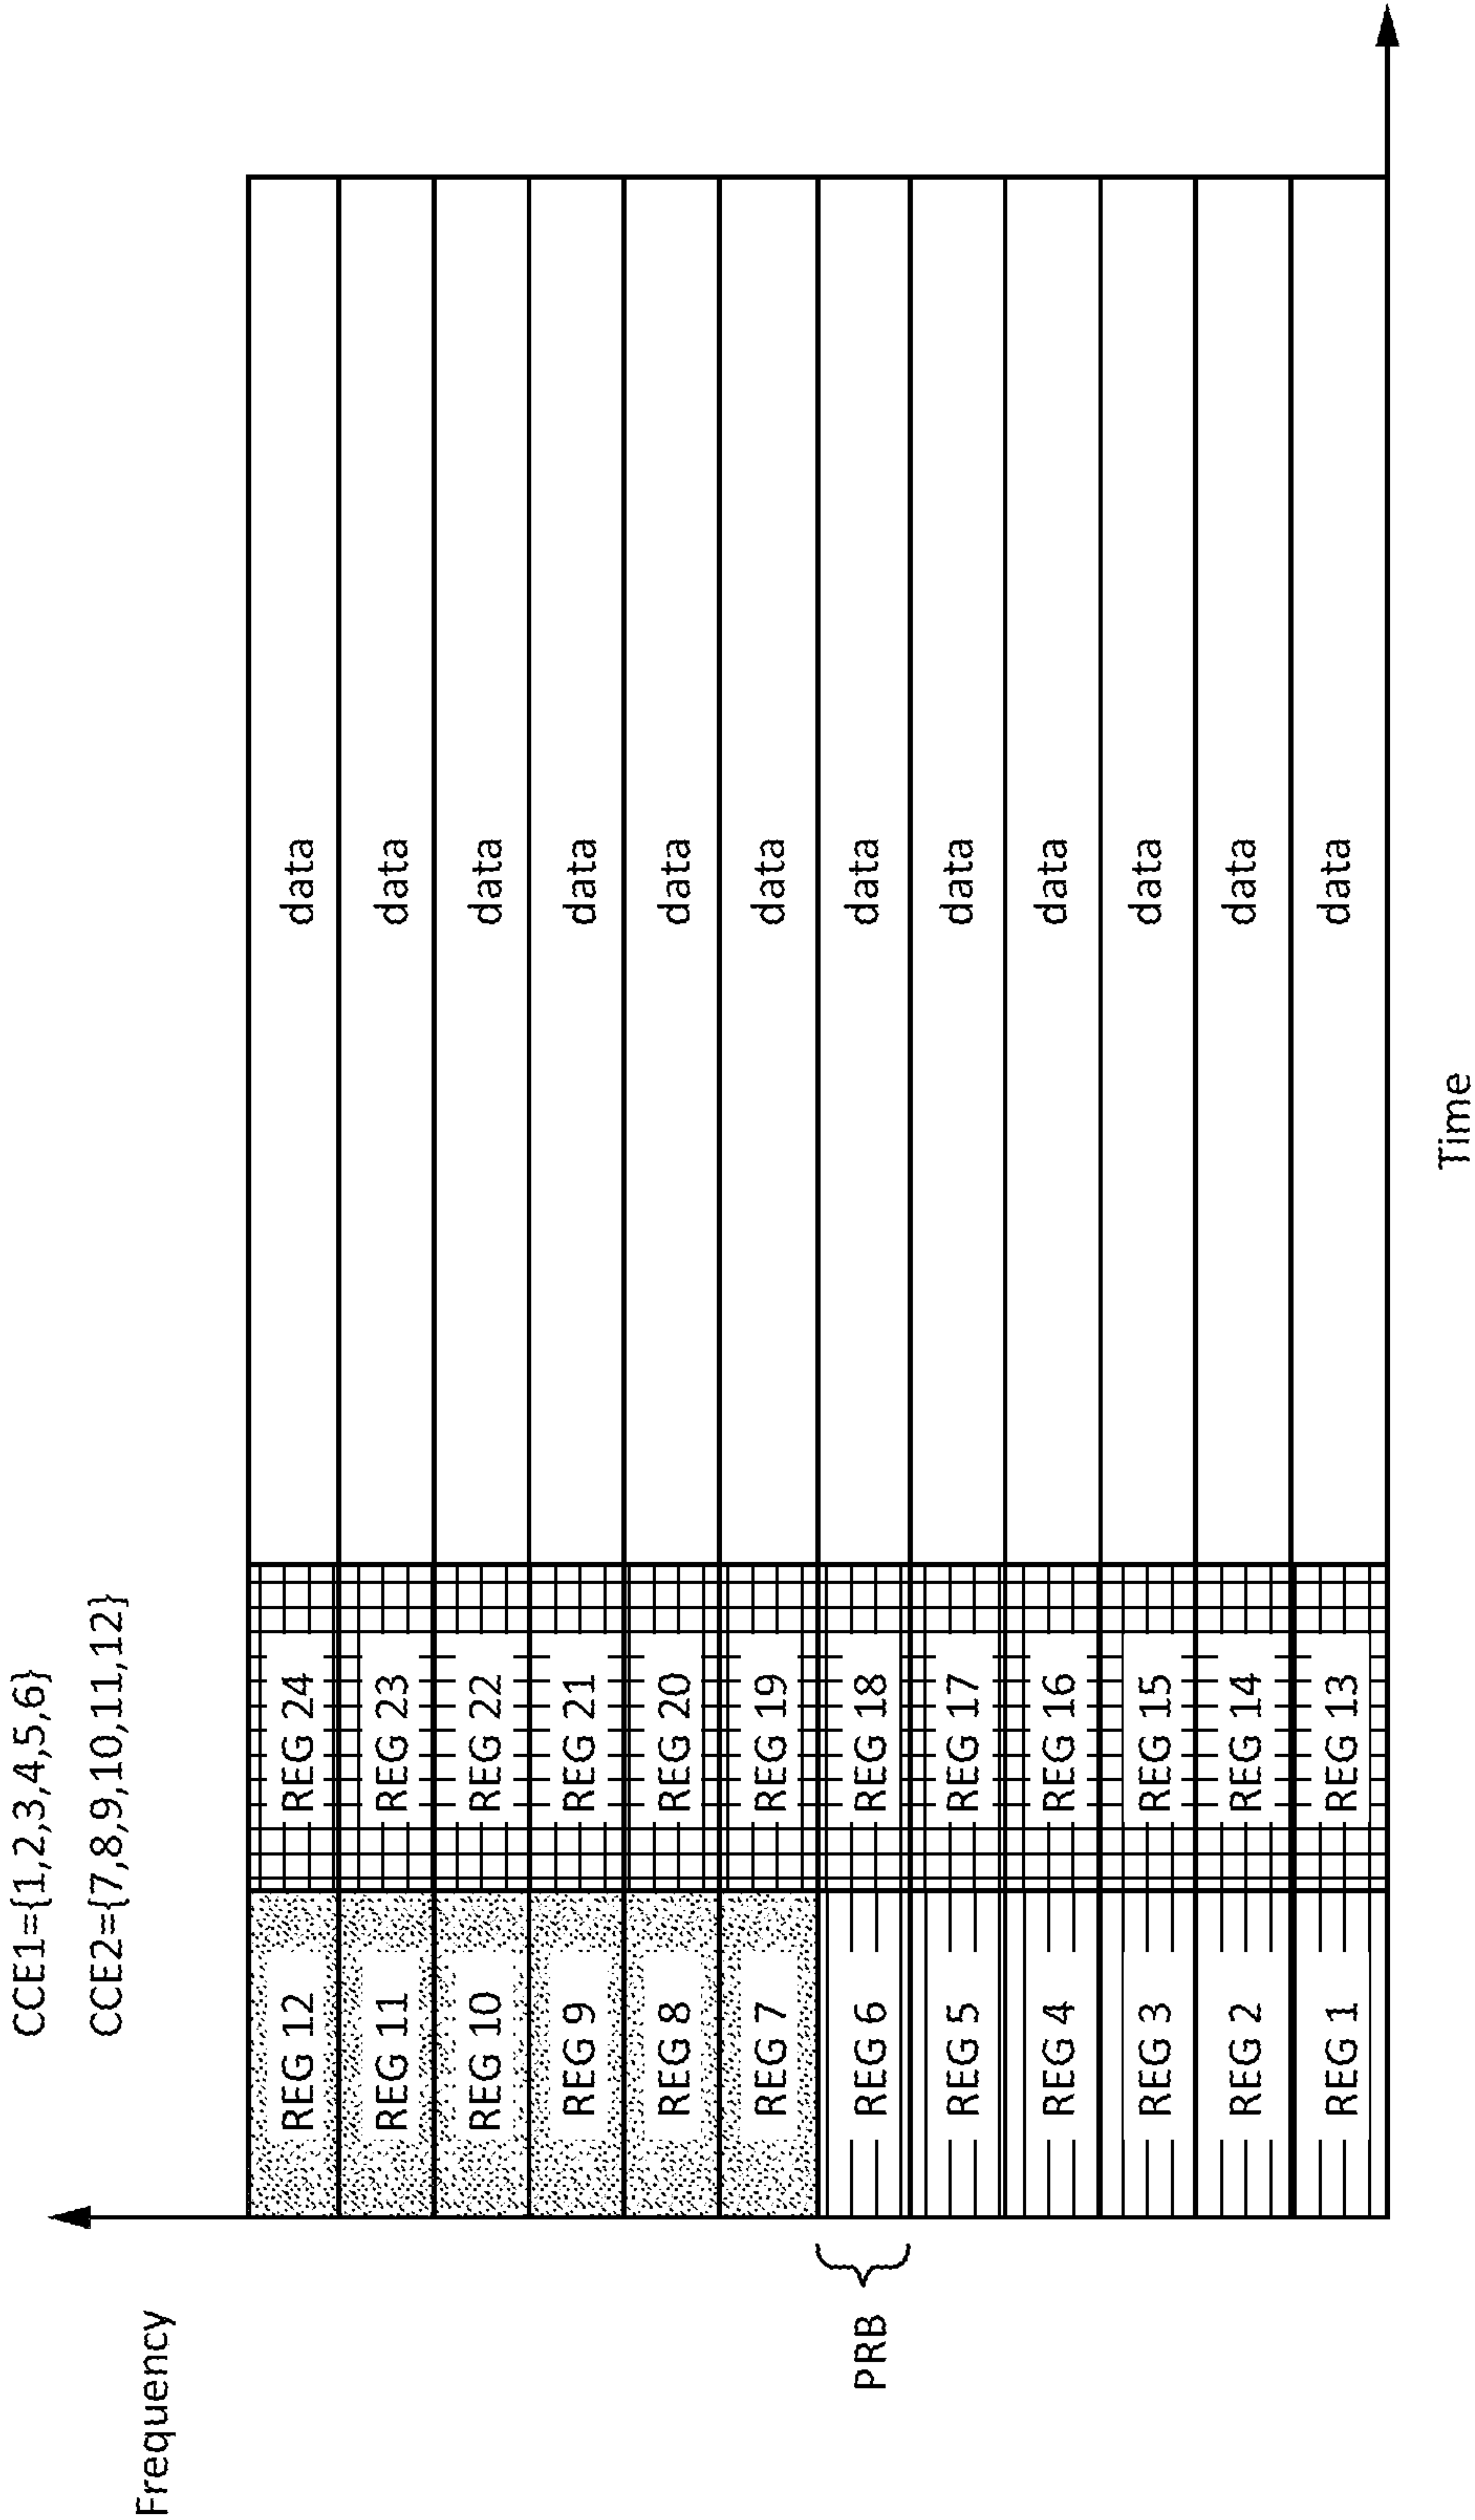 CCE1={1,2,3,4,5,6}
CCE2={7,8,9,10,11,12}
Frequency
REG 12 REG 24 data
REG 11 REG 23 data
REG 10 REG 22 data
REG 9 REG 21 data
REG 8 REG 20 data
REG 7 REG 19 data
PRB REG 6 REG 18 data
REG 5 REG 17 data
REG 4 REG 16 data
REG 3 REG 15 data
REG 2 REG 14 data
REG 1 REG 13 data
Time